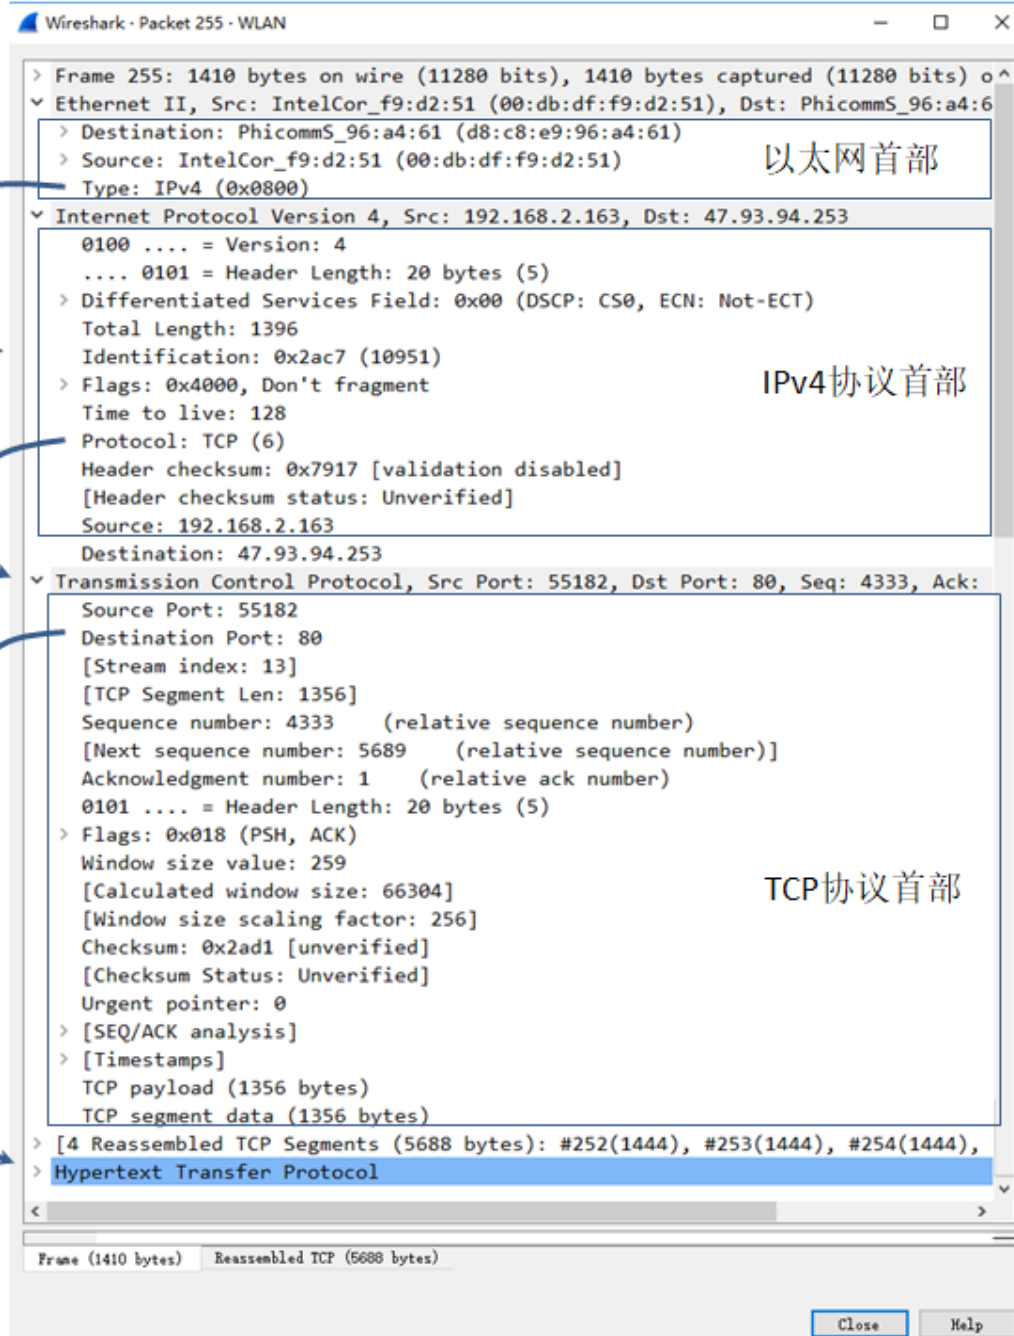 Wireshark · Packet 255 · WLAN
Frame 255: 1410 bytes on wire (11280 bits), 1410 bytes captured (11280 bits) o
Ethernet II, Src: IntelCor_f9:d2:51 (00:db:df:f9:d2:51), Dst: PhicommS_96:a4:6
Destination: PhicommS_96:a4:61 (d8:c8:e9:96:a4:61)
以太网首部
Source: IntelCor_f9:d2:51 (00:db:df:f9:d2:51)
Type: IPv4 (0x0800)
Internet Protocol Version 4, Src: 192.168.2.163, Dst: 47.93.94.253
0100 .... = Version: 4
.... 0101 = Header Length: 20 bytes (5)
Differentiated Services Field: 0x00 (DSCP: CS0, ECN: Not-ECT)
Total Length: 1396
Identification: 0x2ac7 (10951)
Flags: 0x4000, Don't fragment
IPv4协议首部
Time to live: 128
Protocol: TCP (6)
Header checksum: 0x7917 [validation disabled]
[Header checksum status: Unverified]
Source: 192.168.2.163
Destination: 47.93.94.253
Transmission Control Protocol, Src Port: 55182, Dst Port: 80, Seq: 4333, Ack:
Source Port: 55182
Destination Port: 80
[Stream index: 13]
[TCP Segment Len: 1356]
Sequence number: 4333    (relative sequence number)
[Next sequence number: 5689    (relative sequence number)]
Acknowledgment number: 1    (relative ack number)
0101 .... = Header Length: 20 bytes (5)
Flags: 0x018 (PSH, ACK)
Window size value: 259
[Calculated window size: 66304]
TCP协议首部
[Window size scaling factor: 256]
Checksum: 0x2ad1 [unverified]
[Checksum Status: Unverified]
Urgent pointer: 0
[SEQ/ACK analysis]
[Timestamps]
TCP payload (1356 bytes)
TCP segment data (1356 bytes)
[4 Reassembled TCP Segments (5688 bytes): #252(1444), #253(1444), #254(1444),
Hypertext Transfer Protocol
Frame (1410 bytes)
Reassembled TCP (5688 bytes)
Close
Help